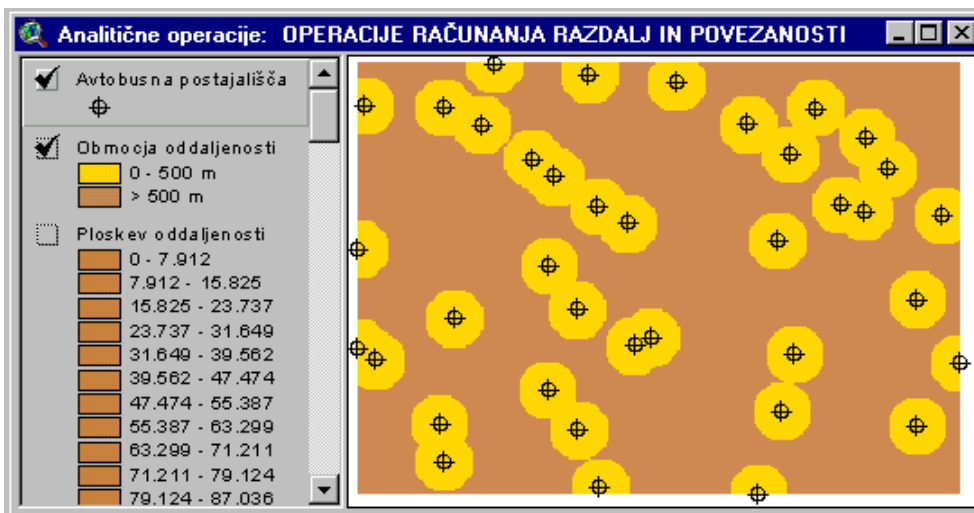 Analitične operacije: OPERACIJE RAČUNANJA RAZDALJ IN POVEZANOSTI
Avtobusna postajališča
Obmocja oddaljenosti
0 - 500 m
> 500 m
Ploskev oddaljenosti
0 - 7.912
7.912 - 15.825
15.825 - 23.737
23.737 - 31.649
31.649 - 39.562
39.562 - 47.474
47.474 - 55.387
55.387 - 63.299
63.299 - 71.211
71.211 - 79.124
79.124 - 87.036